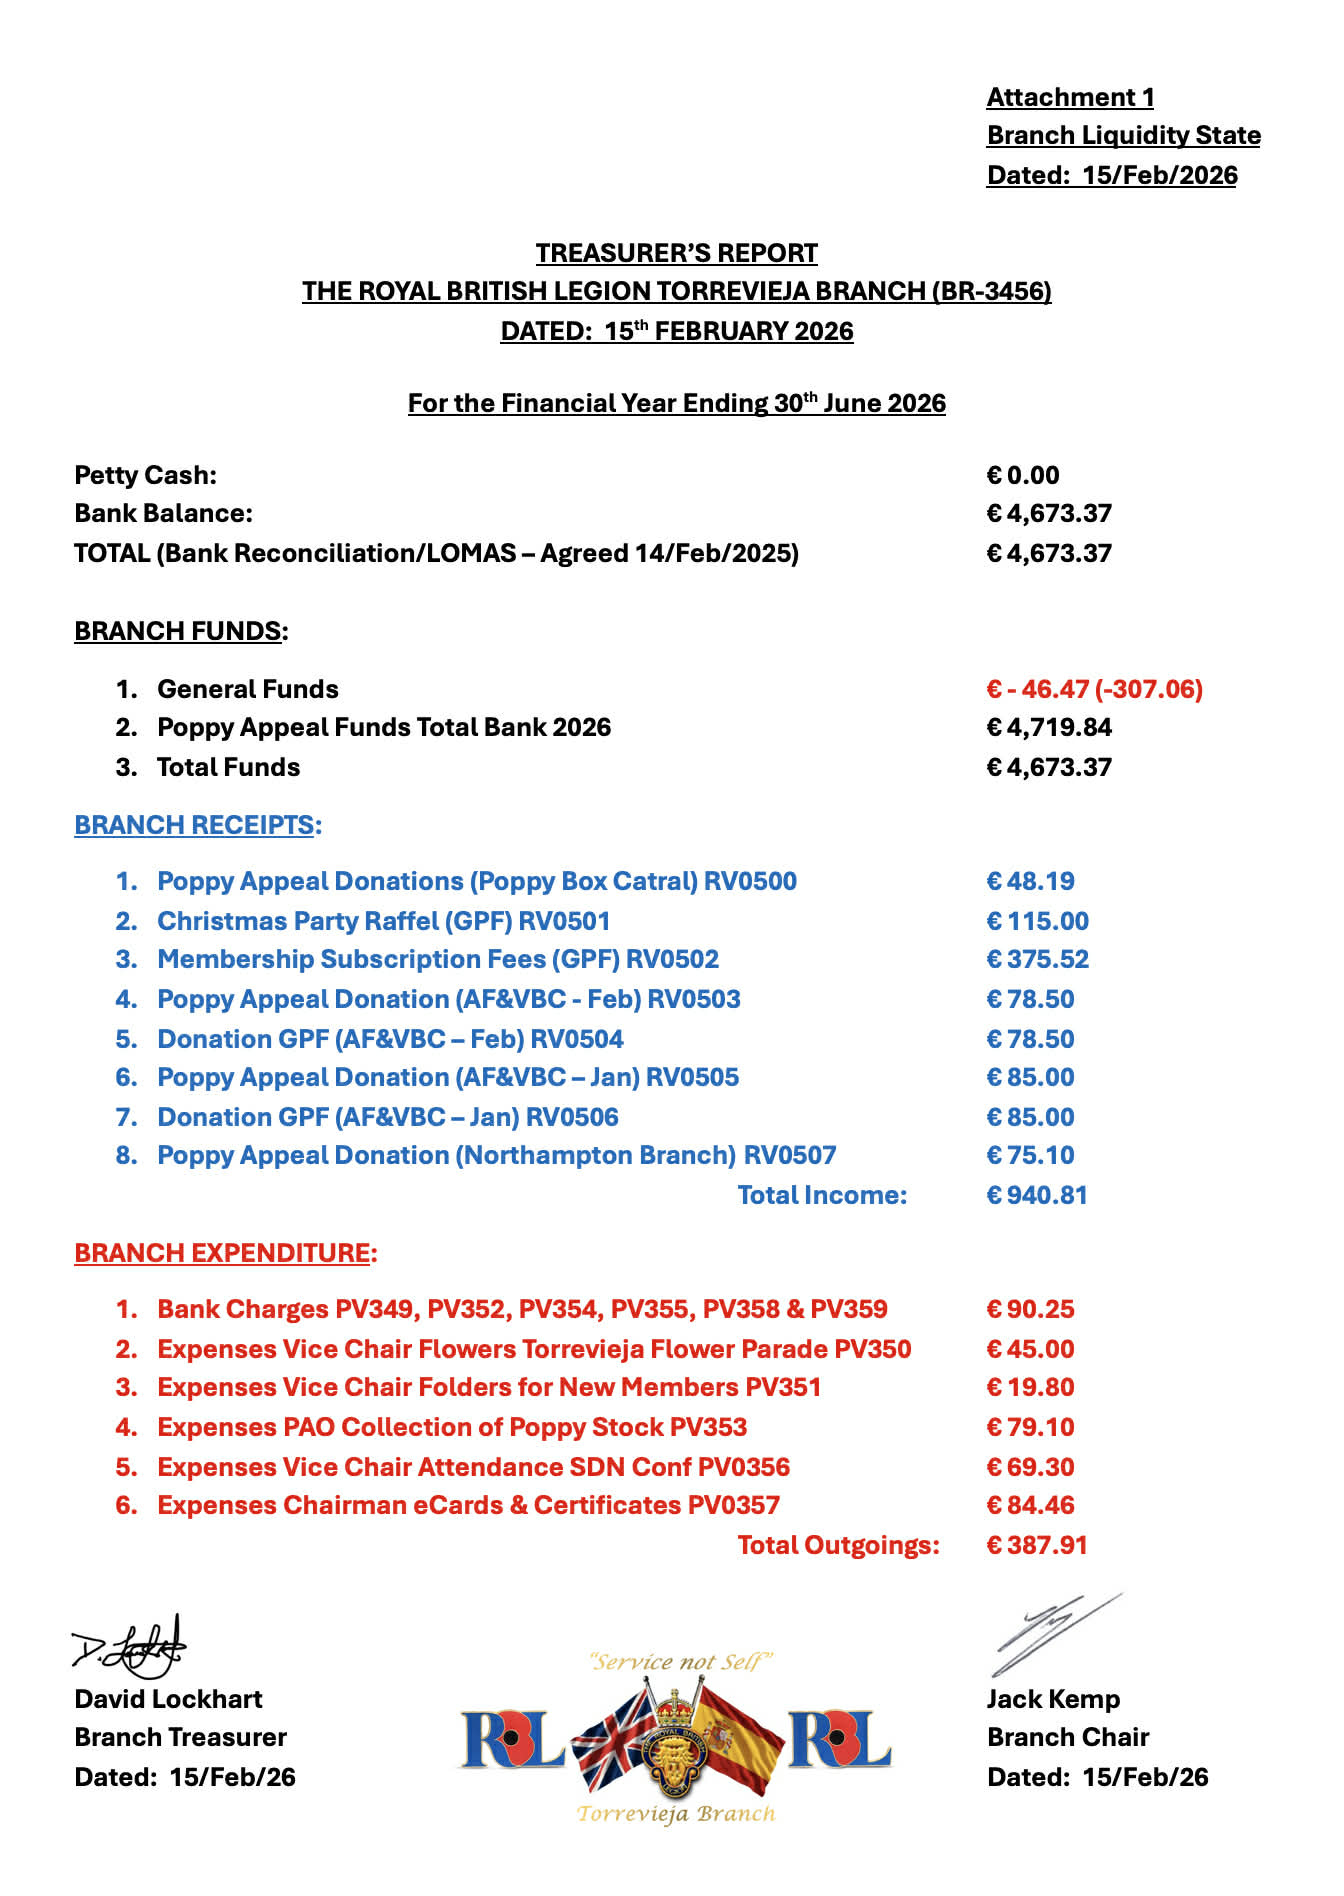 Attachment 1
Branch Liquidity State
Dated: 15/Feb/2026
TREASURER’S REPORT
THE ROYAL BRITISH LEGION TORREVIEJA BRANCH (BR-3456)
DATED: 15th FEBRUARY 2026
For the Financial Year Ending 30th June 2026
Petty Cash: € 0.00
Bank Balance: € 4,673.37
TOTAL (Bank Reconciliation/LOMAS – Agreed 14/Feb/2025) € 4,673.37
BRANCH FUNDS:
1. General Funds € - 46.47 (-307.06)
2. Poppy Appeal Funds Total Bank 2026 € 4,719.84
3. Total Funds € 4,673.37
BRANCH RECEIPTS:
1. Poppy Appeal Donations (Poppy Box Catral) RV0500 € 48.19
2. Christmas Party Raffel (GPF) RV0501 € 115.00
3. Membership Subscription Fees (GPF) RV0502 € 375.52
4. Poppy Appeal Donation (AF&VBC - Feb) RV0503 € 78.50
5. Donation GPF (AF&VBC – Feb) RV0504 € 78.50
6. Poppy Appeal Donation (AF&VBC – Jan) RV0505 € 85.00
7. Donation GPF (AF&VBC – Jan) RV0506 € 85.00
8. Poppy Appeal Donation (Northampton Branch) RV0507 € 75.10
Total Income: € 940.81
BRANCH EXPENDITURE:
1. Bank Charges PV349, PV352, PV354, PV355, PV358 & PV359 € 90.25
2. Expenses Vice Chair Flowers Torrevieja Flower Parade PV350 € 45.00
3. Expenses Vice Chair Folders for New Members PV351 € 19.80
4. Expenses PAO Collection of Poppy Stock PV353 € 79.10
5. Expenses Vice Chair Attendance SDN Conf PV0356 € 69.30
6. Expenses Chairman eCards & Certificates PV0357 € 84.46
Total Outgoings: € 387.91
David Lockhart
Branch Treasurer
Dated: 15/Feb/26
“Service not Self”
RBL RBL
Torrevieja Branch
Jack Kemp
Branch Chair
Dated: 15/Feb/26